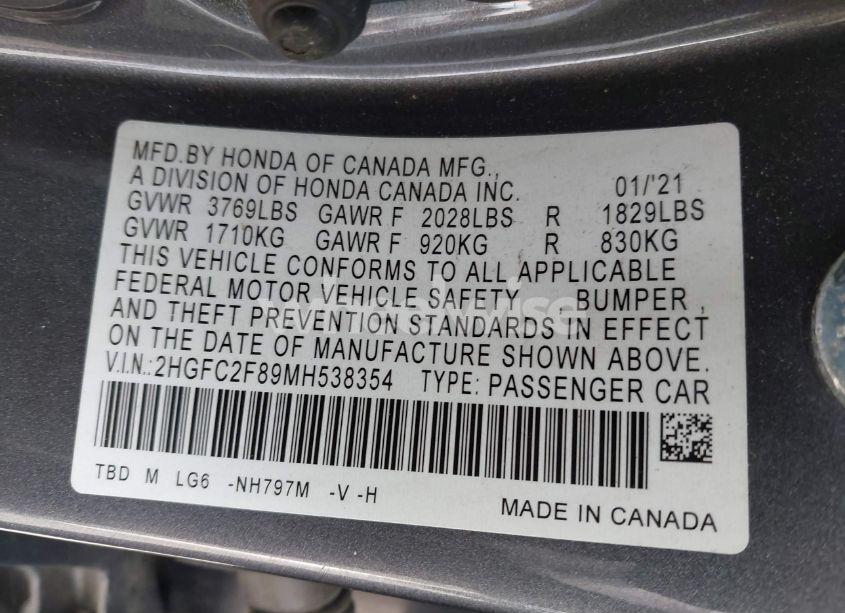 MFD.BY HONDA OF CANADA MFG.,
A DIVISION OF HONDA CANADA INC. 01/'21
GVWR 3769LBS GAWR F 2028LBS R 1829LBS
GVWR 1710KG GAWR F 920KG R 830KG
THIS VEHICLE CONFORMS TO ALL APPLICABLE
FEDERAL MOTOR VEHICLE SAFETY , BUMPER ,
AND THEFT PREVENTION STANDARDS IN EFFECT
ON THE DATE OF MANUFACTURE SHOWN ABOVE.
V.I.N.: 2HGFC2F89MH538354 TYPE: PASSENGER CAR
TBD M LG6 -NH797M -V -H
MADE IN CANADA